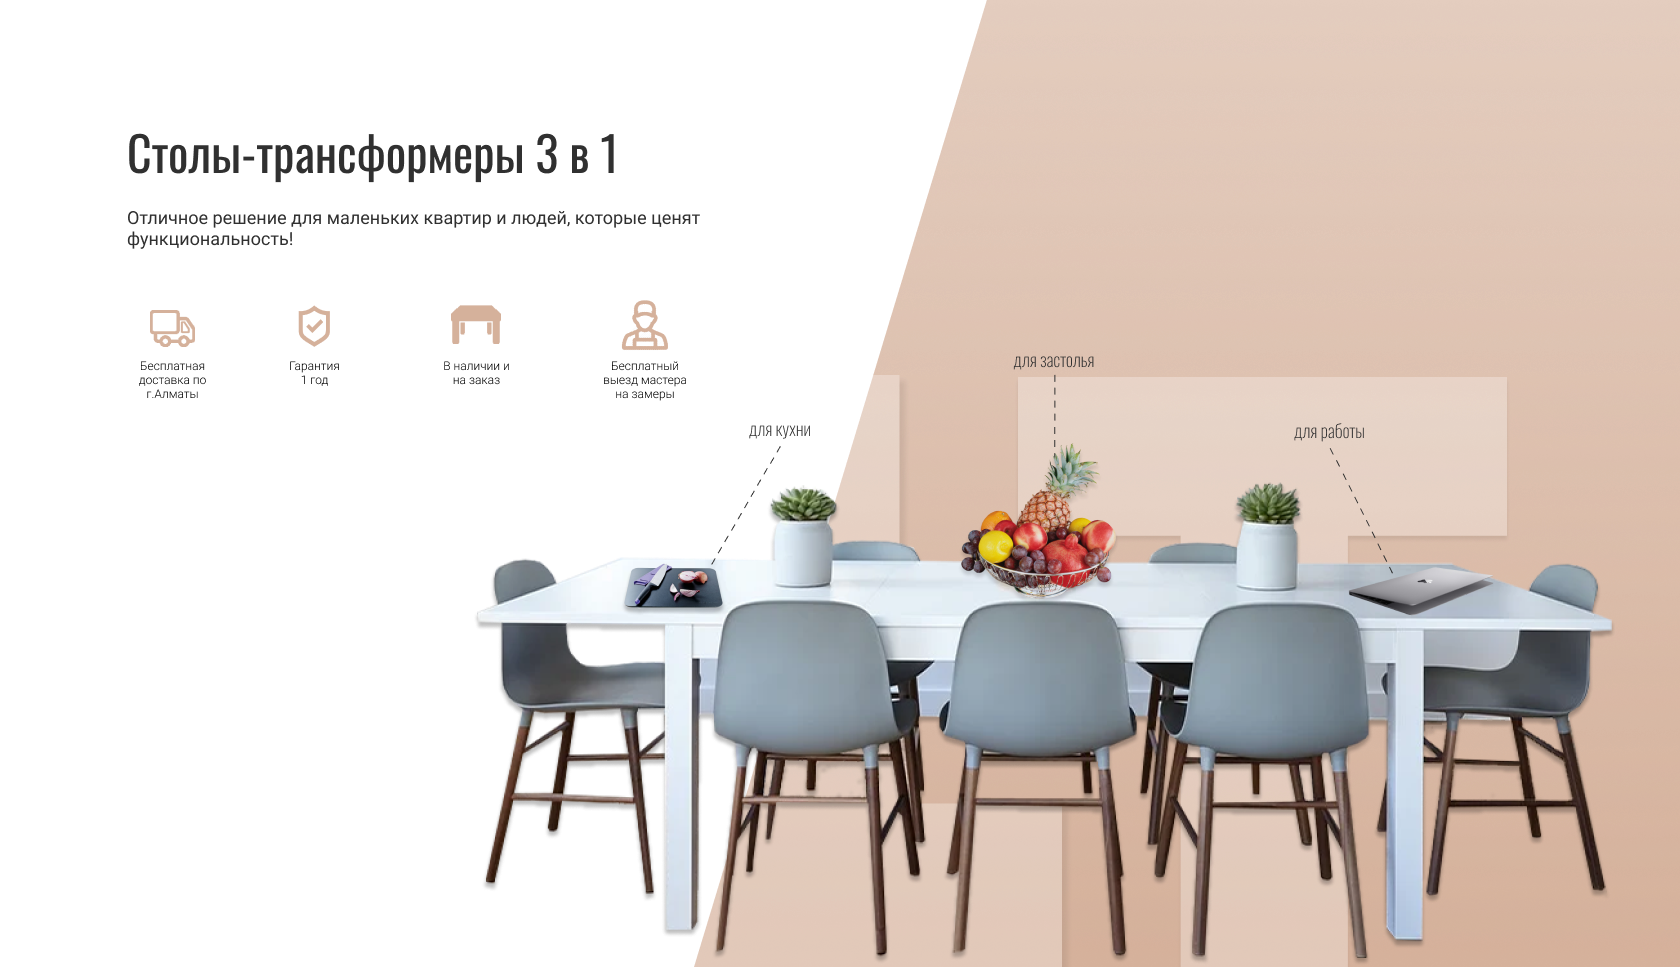 Столы-трансформеры 3 в 1
Отличное решение для маленьких квартир и людей, которые ценят
функциональность!
Бесплатная
доставка по
г.Алматы
Гарантия
1 год
В наличии и
на заказ
Бесплатный
выезд мастера
на замеры
для кухни
для застолья
для работы